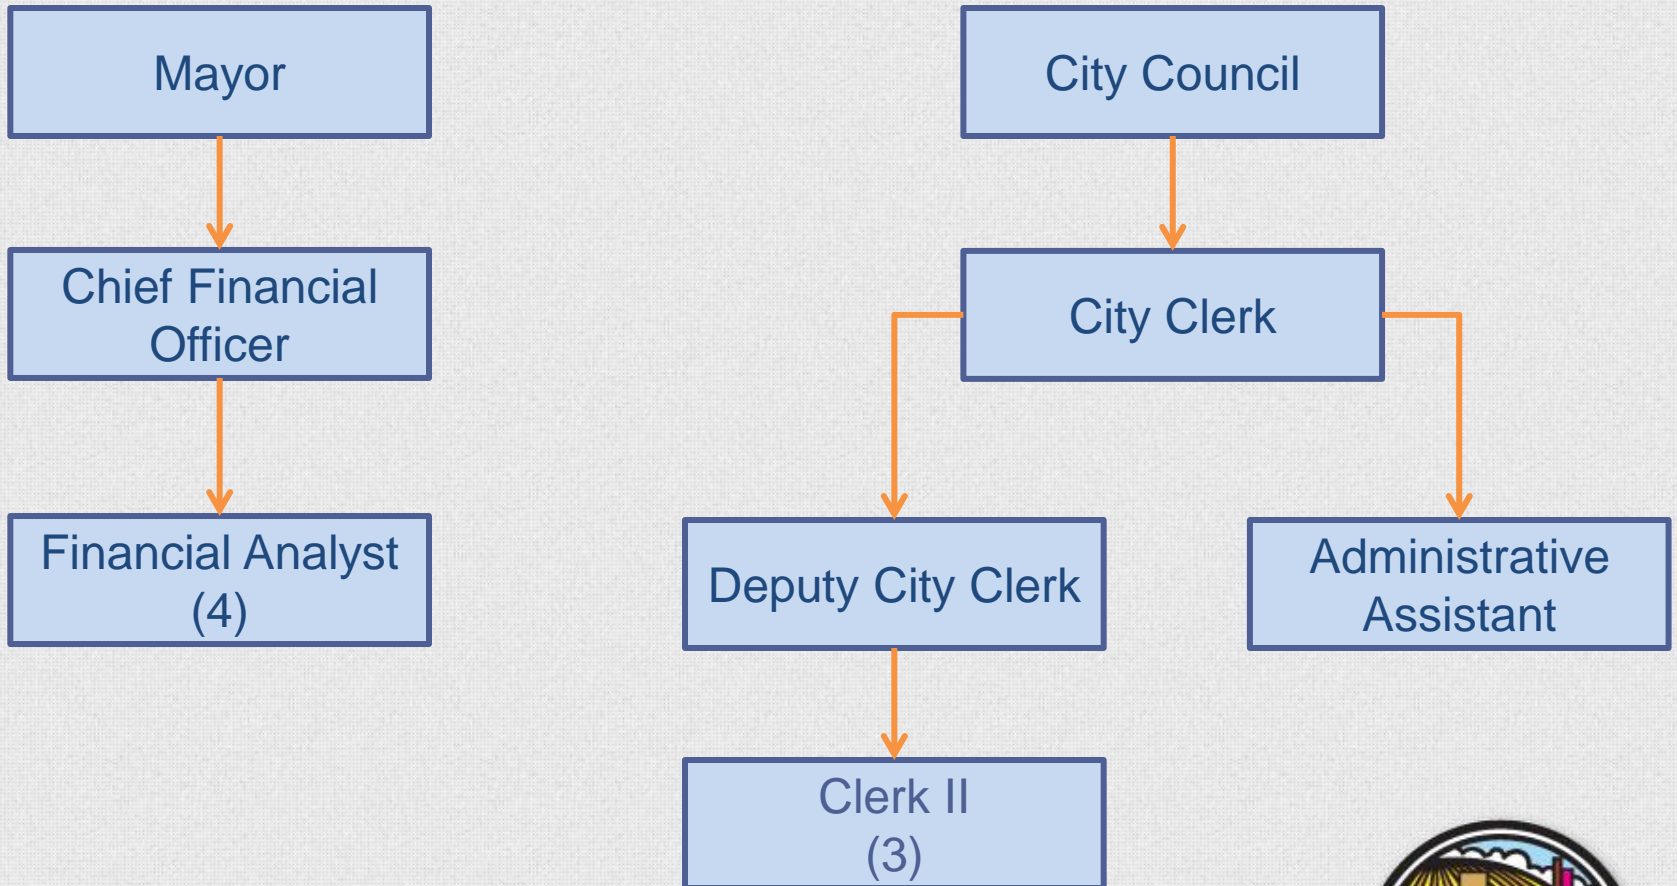 Mayor
City Council
Chief Financial
Officer
City Clerk
Financial Analyst
(4)
Deputy City Clerk
Administrative
Assistant
Clerk II
(3)